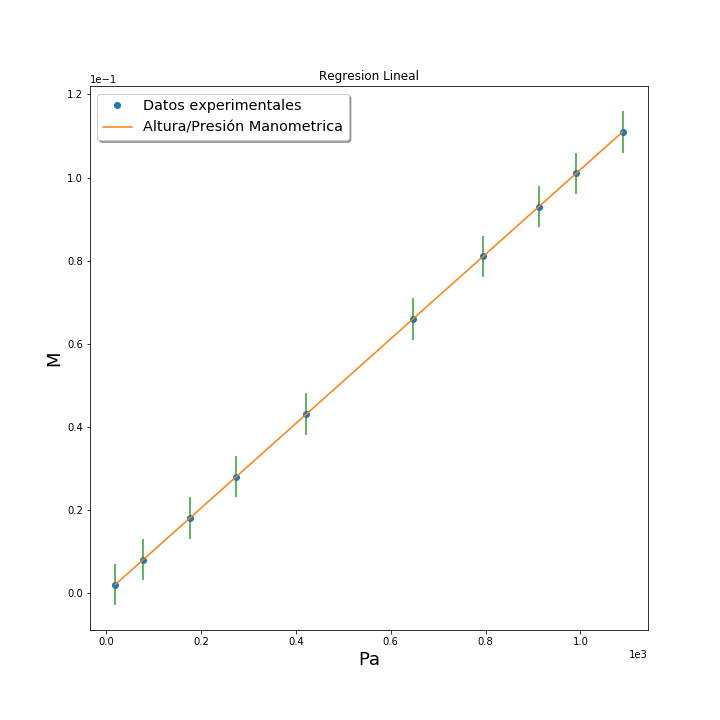 Regresion Lineal
1e−1
Datos experimentales
Altura/Presión Manometrica
1.2
1.0
0.8
0.6
0.4
0.2
0.0
M
0.0 0.2 0.4 0.6 0.8 1.0
1e3
Pa